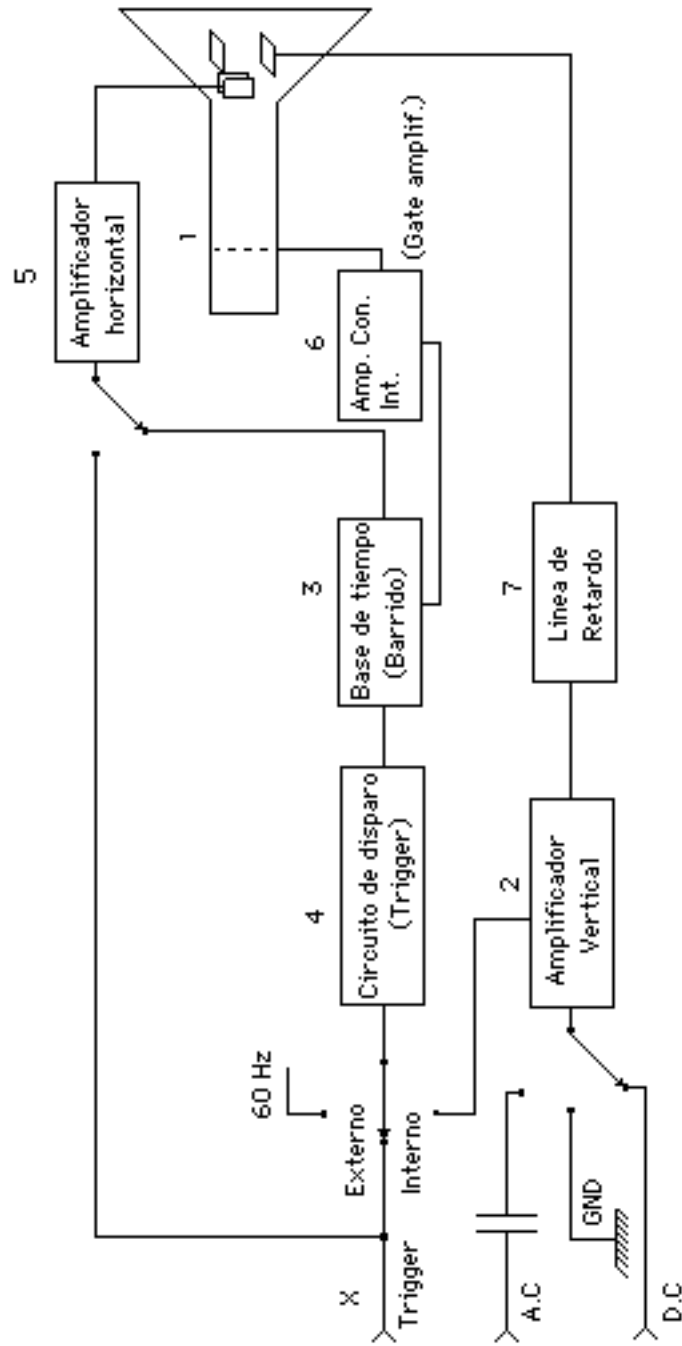 5
Amplificador
horizontal
1
6
Amp. Con.
Int.
(Gate amplif.)
3
Base de tiempo
(Barrido)
4
Circuito de disparo
(Trigger)
60 Hz
Externo
Interno
X
Trigger
7
Linea de
Retardo
2
Amplificador
Vertical
A.C
GND
D.C